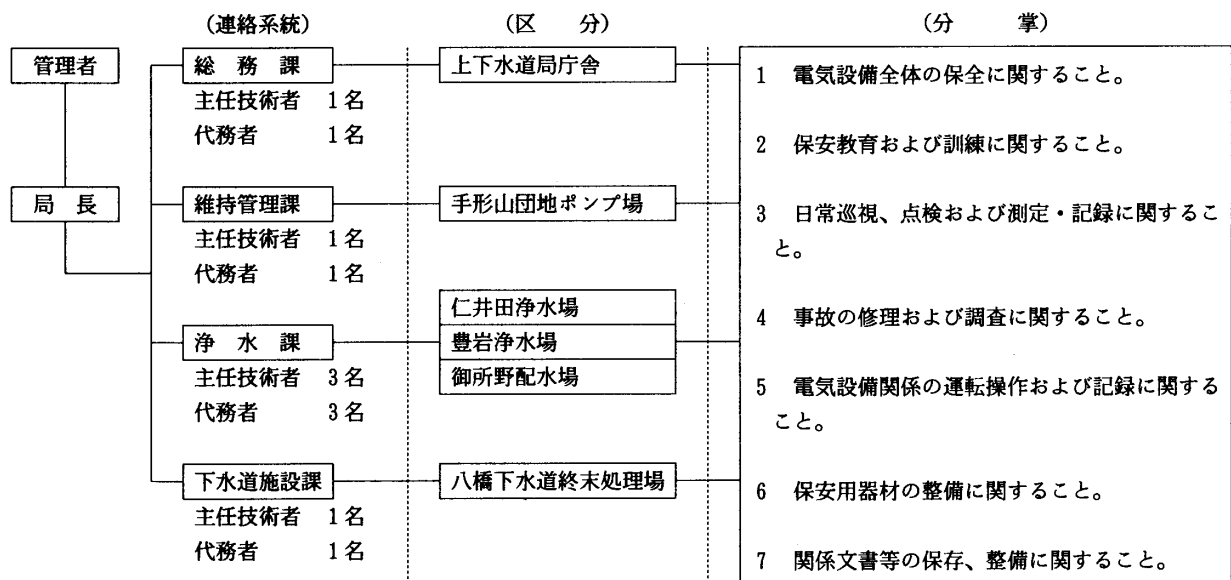 (連絡系統)
(区　分)
(分　掌)
管理者
局 長
総 務 課
主任技術者 1名
代務者 1名
維持管理課
主任技術者 1名
代務者 1名
浄 水 課
主任技術者 3名
代務者 3名
下水道施設課
主任技術者 1名
代務者 1名
上下水道局庁舎
手形山団地ポンプ場
仁井田浄水場
豊岩浄水場
御所野配水場
八橋下水道終末処理場
1 電気設備全体の保全に関すること。
2 保安教育および訓練に関すること。
3 日常巡視、点検および測定・記録に関するこ
と。
4 事故の修理および調査に関すること。
5 電気設備関係の運転操作および記録に関する
こと。
6 保安用器材の整備に関すること。
7 関係文書等の保存、整備に関すること。